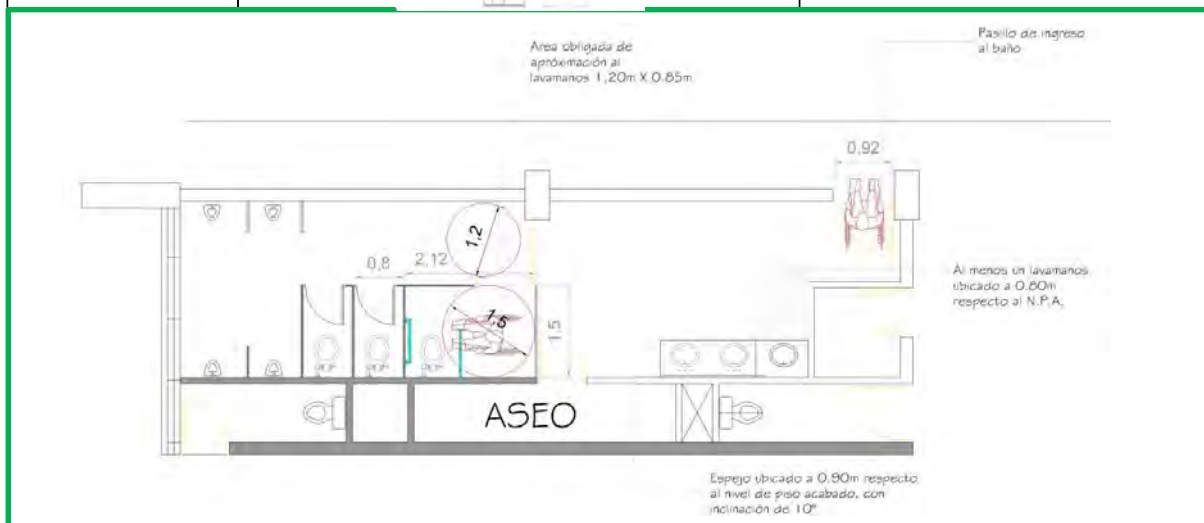 Area obligada de
apróximación al
lavamanos 1,20m X 0.85m
Pasillo de ingreso
al baño
0,92
1,2
0,8
2,12
1,5
1,5
Al menos un lavamanos
ubicado a 0.80m
respecto al N.P.A.
ASEO
Espejo ubicado a 0.90m respecto
al nivel de piso acabado, con
inclinación de 10°